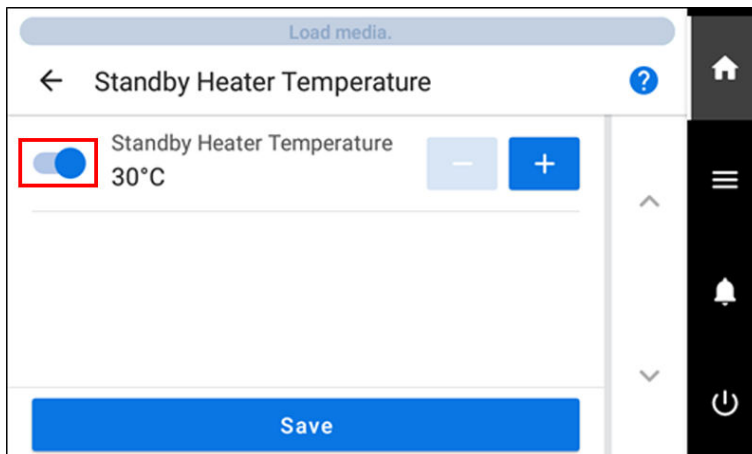 Load media.
Standby Heater Temperature
?
Standby Heater Temperature
30°C
Save